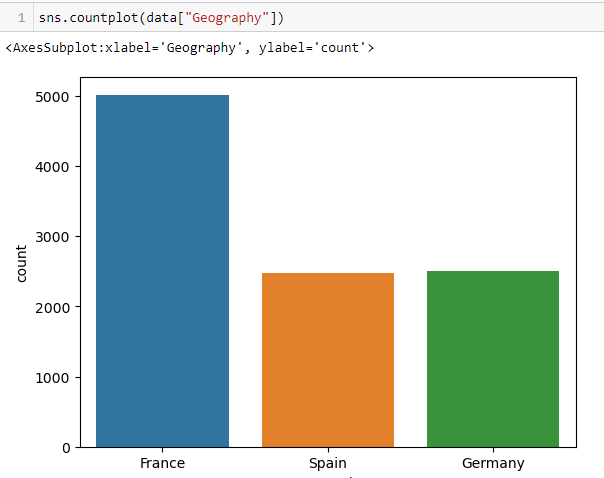 1 sns.countplot(data["Geography"])
<AxesSubplot:xlabel='Geography', ylabel='count'>
5000
4000
3000
2000
1000
0
count
France Spain Germany